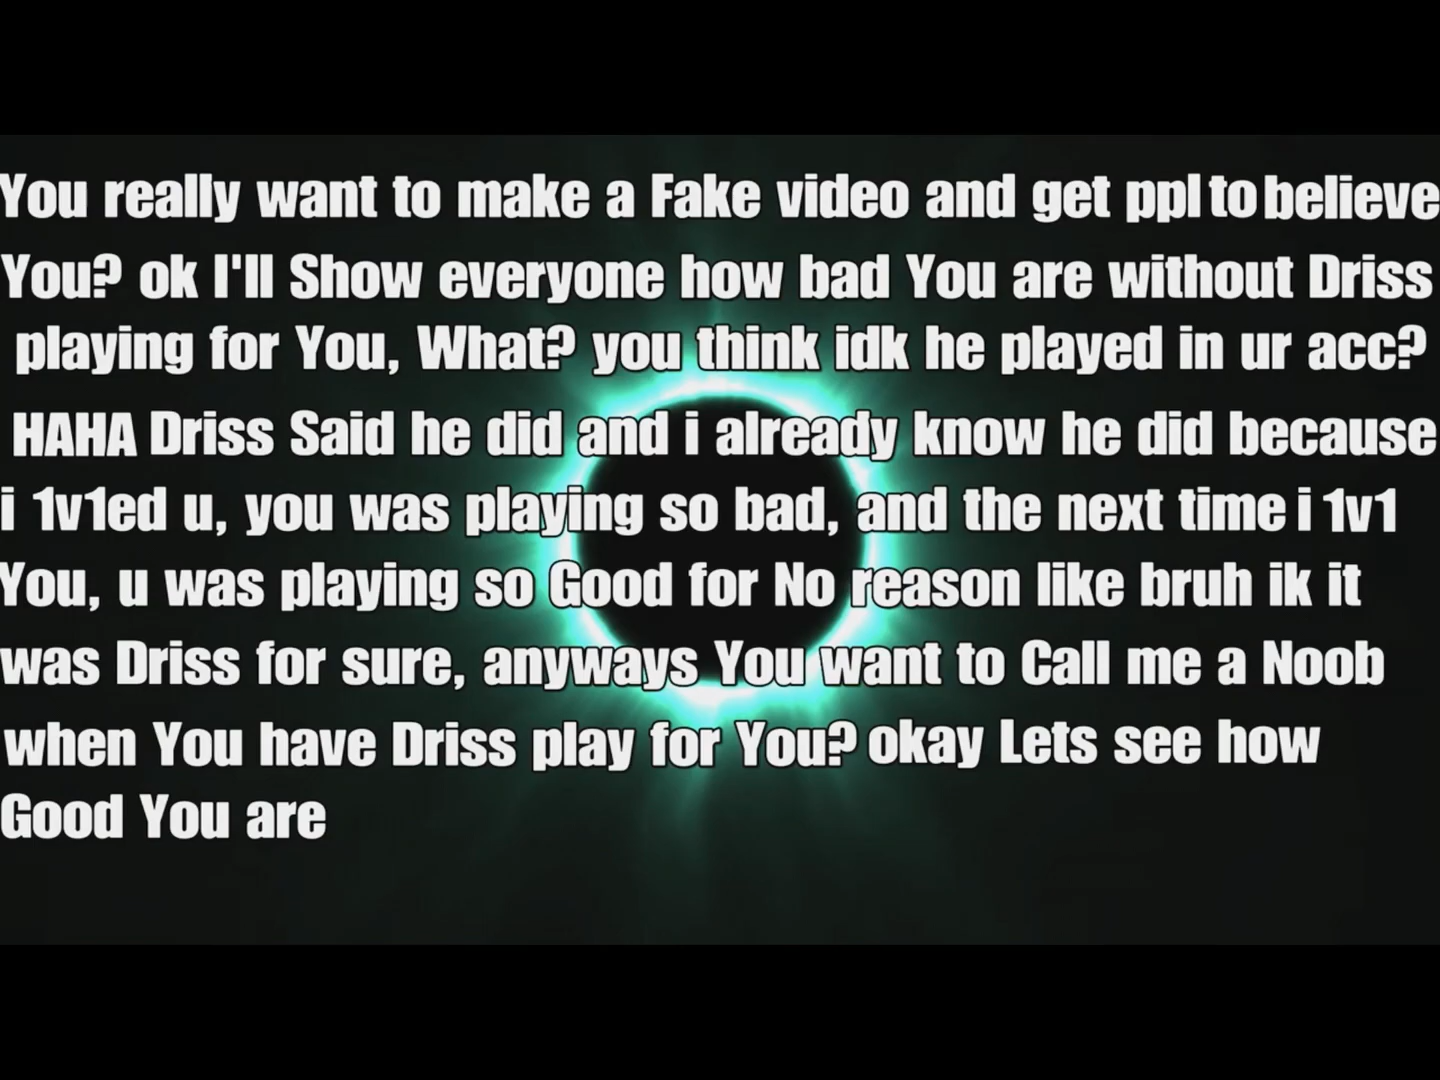 You really want to make a Fake video and get ppl to believe
You? ok I'll Show everyone how bad You are without Driss
playing for You, What? you think idk he played in ur acc?
HAHA Driss Said he did and i already know he did because
i 1v1ed u, you was playing so bad, and the next time i 1v1
You, u was playing so Good for No reason like bruh ik it
was Driss for sure, anyways You want to Call me a Noob
when You have Driss play for You? okay Lets see how
Good You are